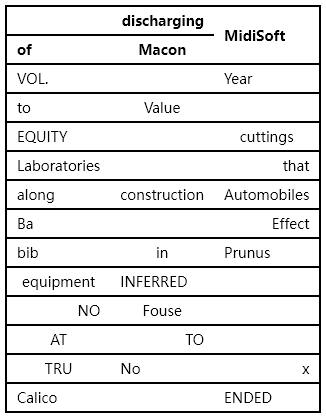 discharging MidiSoft
of Macon
VOL. Year
to Value
EQUITY cuttings
Laboratories that
along construction Automobiles
Ba Effect
bib in Prunus
equipment INFERRED
NO Fouse
AT TO
TRU No x
Calico ENDED